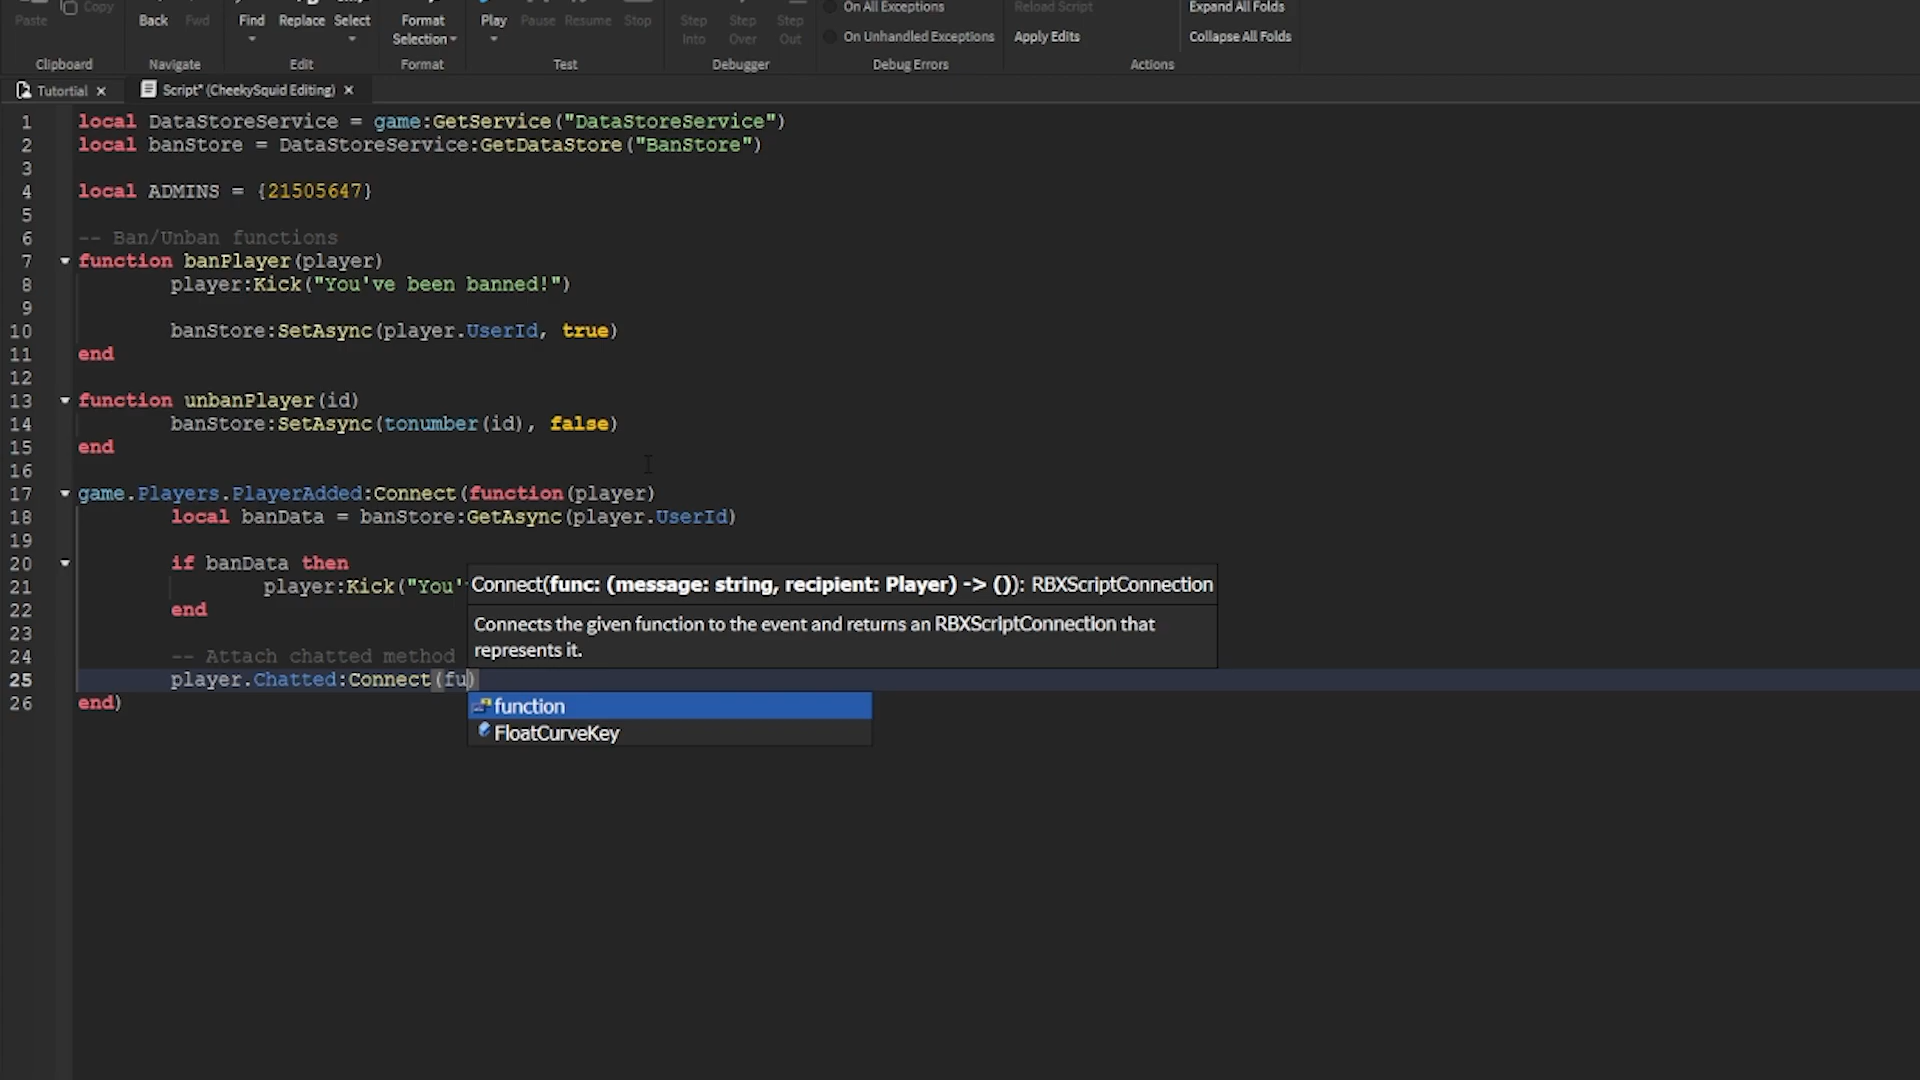 Paste Copy Back Fwd Find Replace Select Format Selection Play Pause Resume Stop Step Into Step Over Step Out On All Exceptions Reload Script Expand All Folds
On Unhandled Exceptions Apply Edits Collapse All Folds
Clipboard Navigate Edit Format Test Debugger Debug Errors Actions
Tutortial Script* (CheekySquid Editing)
1 local DataStoreService = game:GetService("DataStoreService")
2 local banStore = DataStoreService:GetDataStore("BanStore")
3
4 local ADMINS = {21505647}
5
6 -- Ban/Unban functions
7 function banPlayer(player)
8 player:Kick("You've been banned!")
9
10 banStore:SetAsync(player.UserId, true)
11 end
12
13 function unbanPlayer(id)
14 banStore:SetAsync(tonumber(id), false)
15 end
16
17 game.Players.PlayerAdded:Connect(function(player)
18 local banData = banStore:GetAsync(player.UserId)
19
20 if banData then
21 player:Kick("You'
22 end
23
24 -- Attach chatted method
25 player.Chatted:Connect(fu)
26 end)
Connect(func: (message: string, recipient: Player) -> ()): RBXScriptConnection
Connects the given function to the event and returns an RBXScriptConnection that
represents it.
function
FloatCurveKey